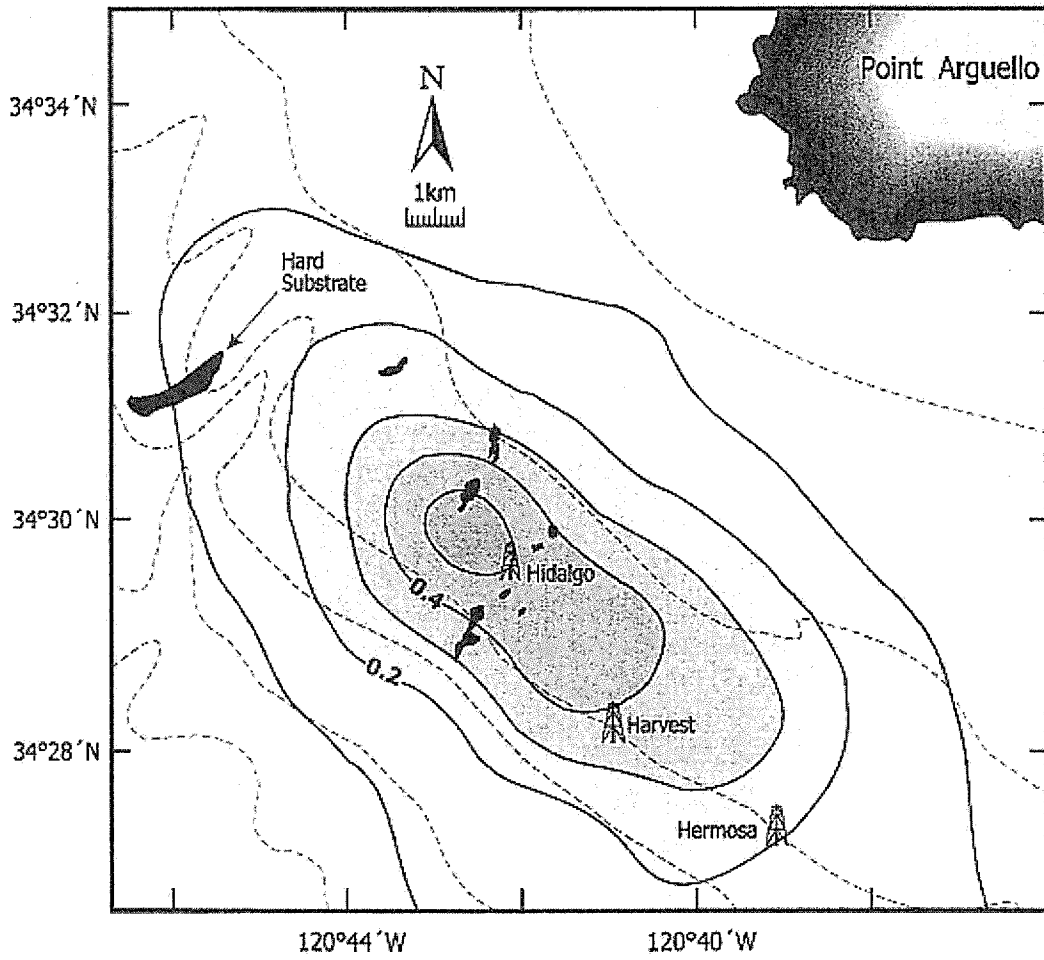 Point Arguello
34°34´N
N
1km
Hard
Substrate
34°32´N
34°30´N
Hidalgo
0.4
0.2
Harvest
34°28´N
Hermosa
120°44´W
120°40´W